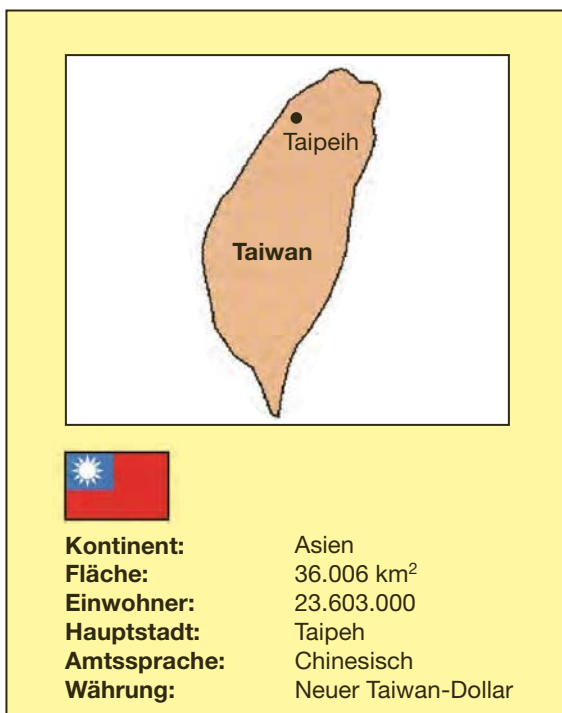 Taipeih
Taiwan
Kontinent: Asien
Fläche: 36.006 km²
Einwohner: 23.603.000
Hauptstadt: Taipeh
Amtssprache: Chinesisch
Währung: Neuer Taiwan-Dollar